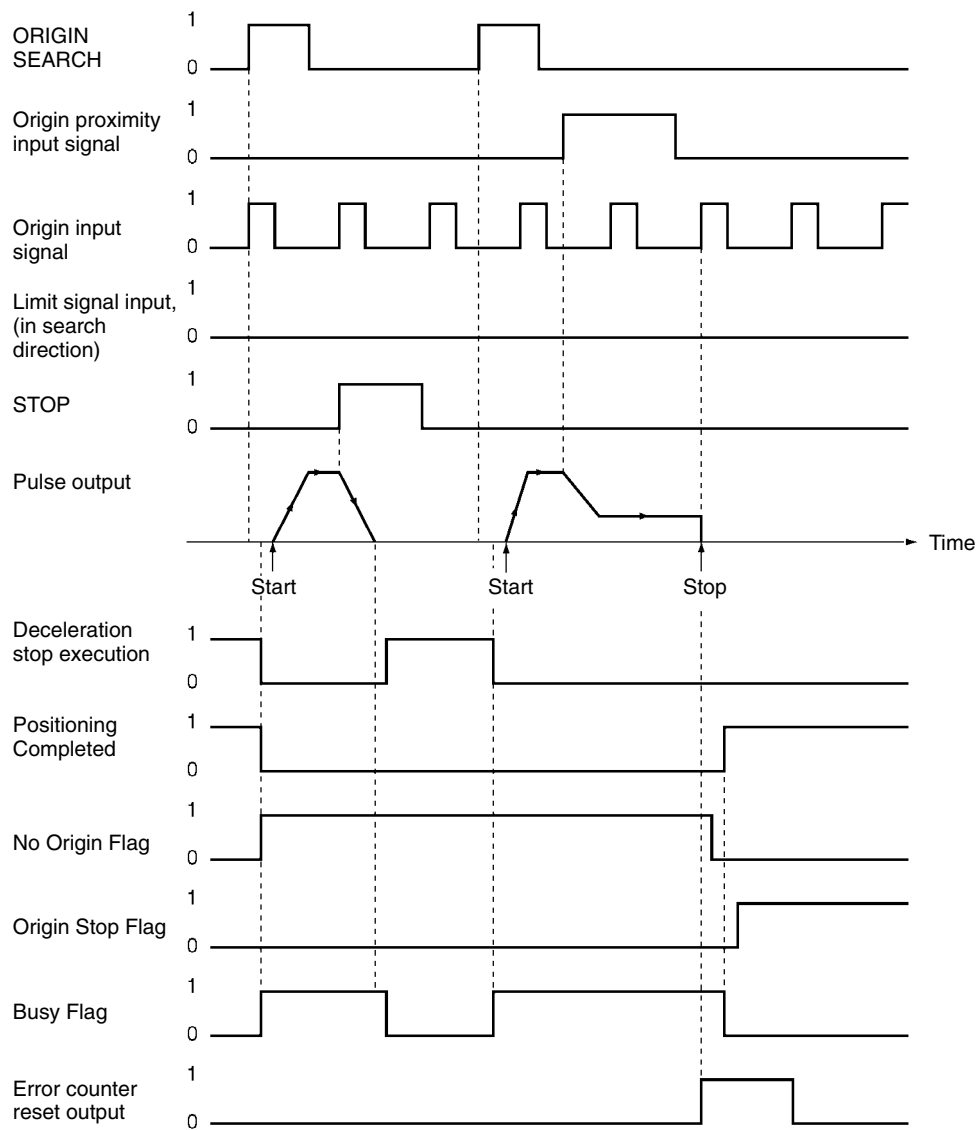 ORIGIN
SEARCH
1
0
Origin proximity
input signal
1
0
Origin input
signal
1
0
Limit signal input,
(in search
direction)
1
0
STOP
1
0
Pulse output
Time
Start
Start
Stop
Deceleration
stop execution
1
0
Positioning
Completed
1
0
No Origin Flag
1
0
Origin Stop Flag
1
0
Busy Flag
1
0
Error counter
reset output
1
0